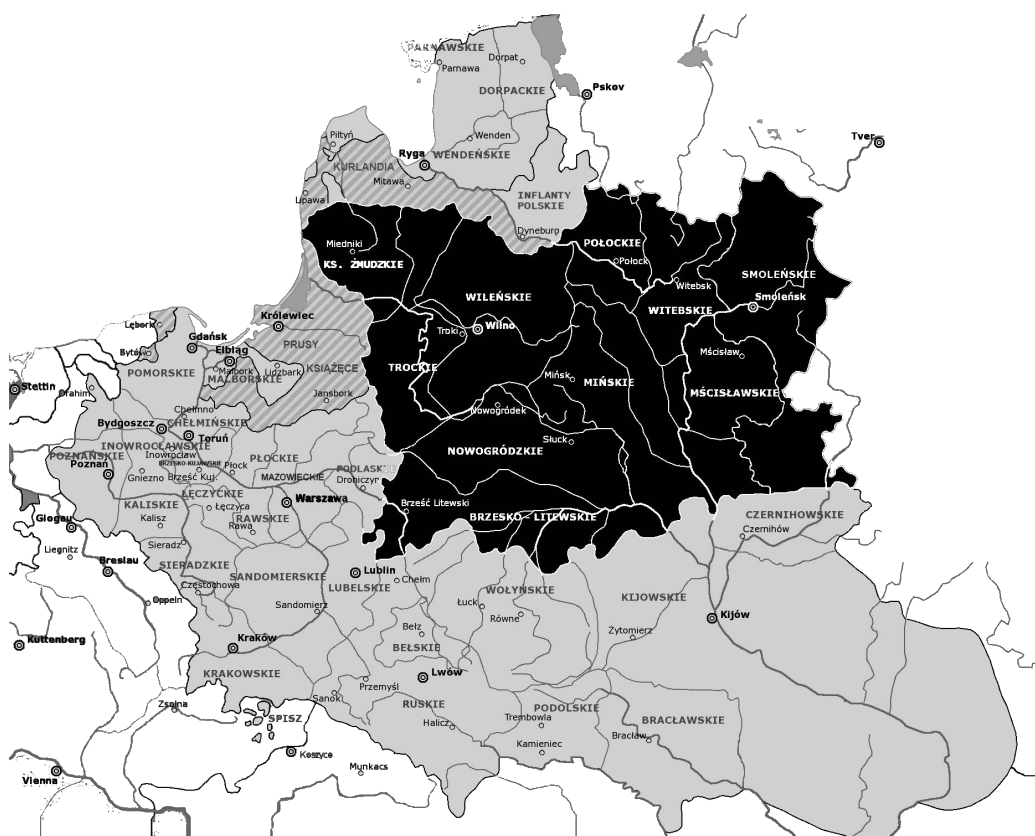 PARNAWSKIE
Parnawa
Dorpat
DORPACKIE
Pskov
Tver
Piltyń
Wenden
Ryga
WENDEŃSKIE
KURLANDIA
Mitawa
Lipawa
INFLANTY
POLSKIE
Dyneburg
Miedniki
KS. ŻMUDZKIE
POŁOCKIE
Połock
Witebsk
SMOLEŃSKIE
WILEŃSKIE
WITEBSKIE
Smoleńsk
Królewiec
Troki
Wilno
Lębork
Gdańsk
Elbląg
PRUSY
KSIĄŻĘCE
Bytów
Malbork
Lidzbark
Mścisław
POMORSKIE
MALBORSKIE
TROCKIE
Mińsk
MIŃSKIE
MŚCISŁAWSKIE
Stettin
Drahim
Jansbork
Chełmno
Nowogródek
Bydgoszcz
CHEŁMIŃSKIE
Toruń
Słuck
INOWROCŁAWSKIE
Inowrocław
POZNAŃSKIE
BRZESKO-KUJAWSKIE
PŁOCKIE
NOWOGRÓDZKIE
Poznań
Gniezno
Brześć Kuj.
Płock
MAZOWIECKIE
PODLASKIE
Drohiczyn
ŁĘCZYCKIE
Warszawa
Brześć Litewski
KALISKIE
Łęczyca
Kalisz
RAWSKIE
Rawa
BRZESKO - LITEWSKIE
CZERNIHOWSKIE
Czernihów
Glogau
Liegnitz
Sieradz
SIERADZKIE
Breslau
SANDOMIERSKIE
Lublin
LUBELSKIE
Chełm
Częstochowa
WOŁYŃSKIE
KIJOWSKIE
Oppeln
Sandomierz
Łuck
Równe
Kijów
Kuttenberg
Kraków
Bełz
BEŁSKIE
Żytomierz
KRAKOWSKIE
Lwów
Przemyśl
Sanok
RUSKIE
PODOLSKIE
Zsolna
SPISZ
Halicz
Trembowla
BRACŁAWSKIE
Bracław
Koszyce
Kamieniec
Munkacs
Vienna